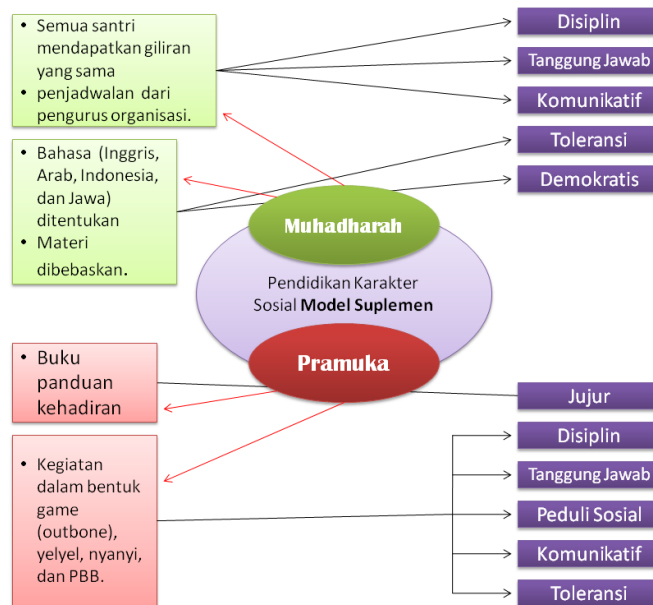 • Semua santri
mendapatkan giliran
yang sama
• penjadwalan dari
pengurus organisasi.
• Bahasa (Inggris,
Arab, Indonesia,
dan Jawa)
ditentukan
• Materi
dibebaskan.
Disiplin
Tanggung Jawab
Komunikatif
Toleransi
Demokratis
Muhadharah
Pendidikan Karakter
Sosial Model Suplemen
Pramuka
• Buku
panduan
kehadiran
• Kegiatan
dalam bentuk
game
(outbone),
yelyel, nyanyi,
dan PBB.
Jujur
Disiplin
Tanggung Jawab
Peduli Sosial
Komunikatif
Toleransi